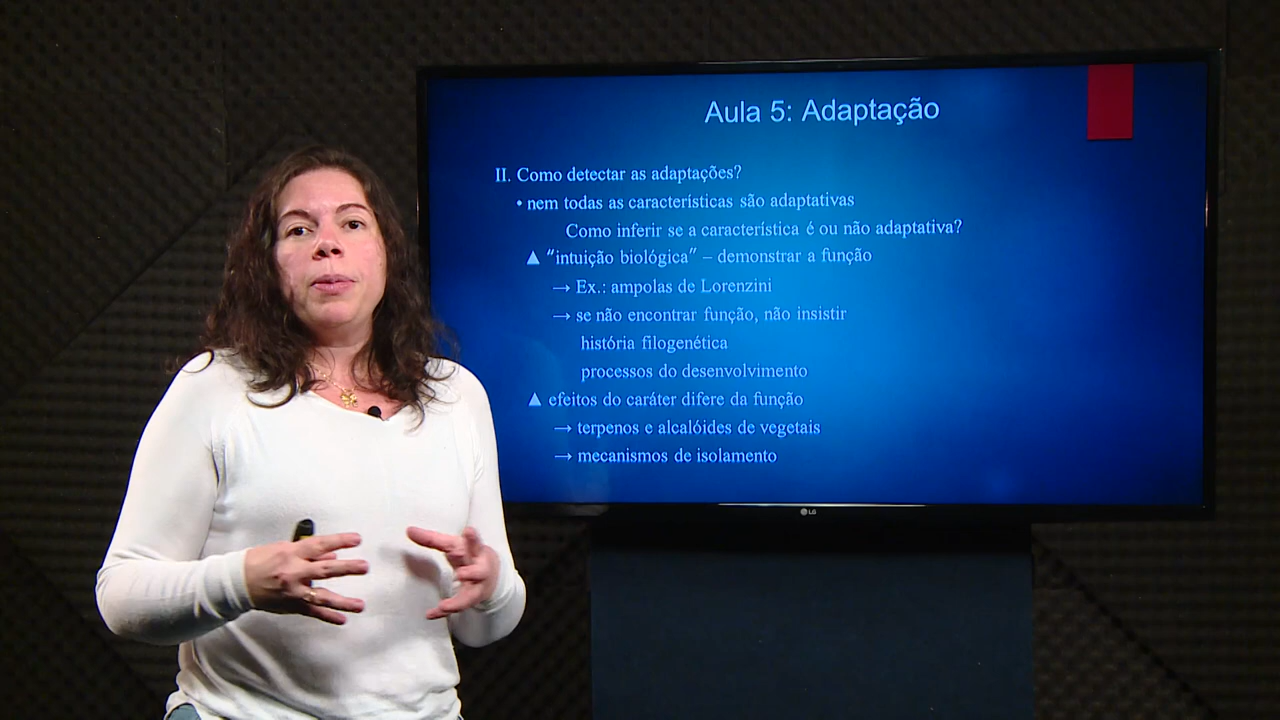 Aula 5: Adaptação
II. Como detectar as adaptações?
• nem todas as características são adaptativas
Como inferir se a característica é ou não adaptativa?
▲ "intuição biológica" – demonstrar a função
→ Ex.: ampolas de Lorenzini
→ se não encontrar função, não insistir
história filogenética
processos do desenvolvimento
▲ efeitos do caráter difere da função
→ terpenos e alcalóides de vegetais
→ mecanismos de isolamento
LG